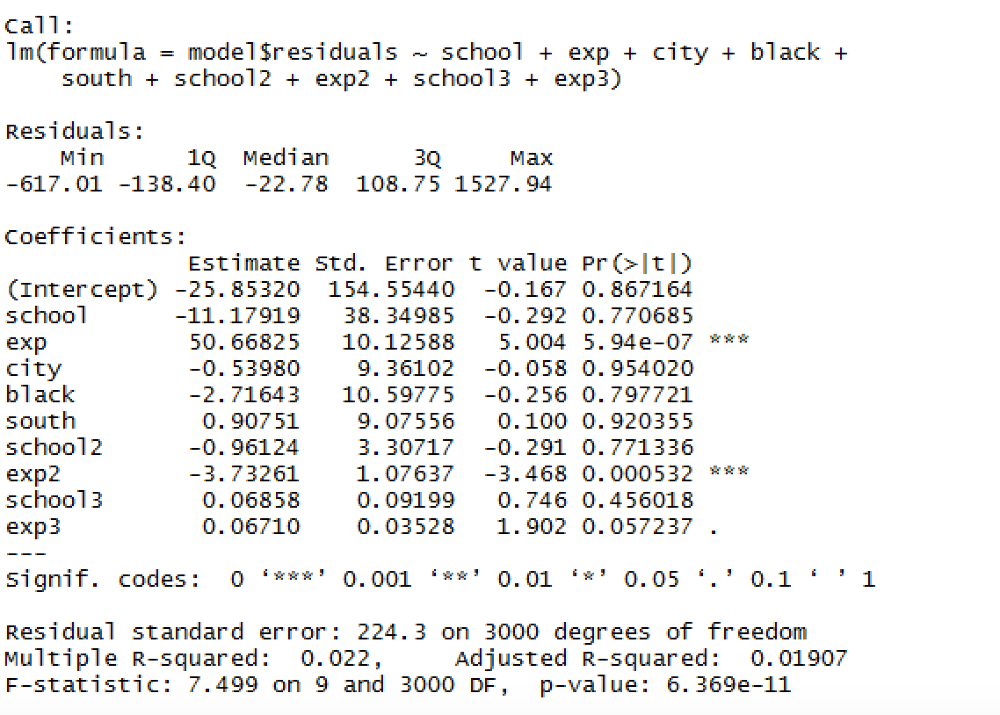 Call:
lm(formula = model$residuals ~ school + exp + city + black +
    south + school2 + exp2 + school3 + exp3)

Residuals:
    Min      1Q  Median      3Q     Max
-617.01 -138.40  -22.78  108.75 1527.94

Coefficients:
             Estimate Std. Error t value Pr(>|t|)
(Intercept) -25.85320  154.55440  -0.167 0.867164
school      -11.17919   38.34985  -0.292 0.770685
exp          50.66825   10.12588   5.004 5.94e-07 ***
city         -0.53980    9.36102  -0.058 0.954020
black        -2.71643   10.59775  -0.256 0.797721
south         0.90751    9.07556   0.100 0.920355
school2      -0.96124    3.30717  -0.291 0.771336
exp2         -3.73261    1.07637  -3.468 0.000532 ***
school3       0.06858    0.09199   0.746 0.456018
exp3          0.06710    0.03528   1.902 0.057237 .
---
Signif. codes:  0 ‘***’ 0.001 ‘**’ 0.01 ‘*’ 0.05 ‘.’ 0.1 ‘ ’ 1

Residual standard error: 224.3 on 3000 degrees of freedom
Multiple R-squared:  0.022,	Adjusted R-squared:  0.01907
F-statistic: 7.499 on 9 and 3000 DF,  p-value: 6.369e-11